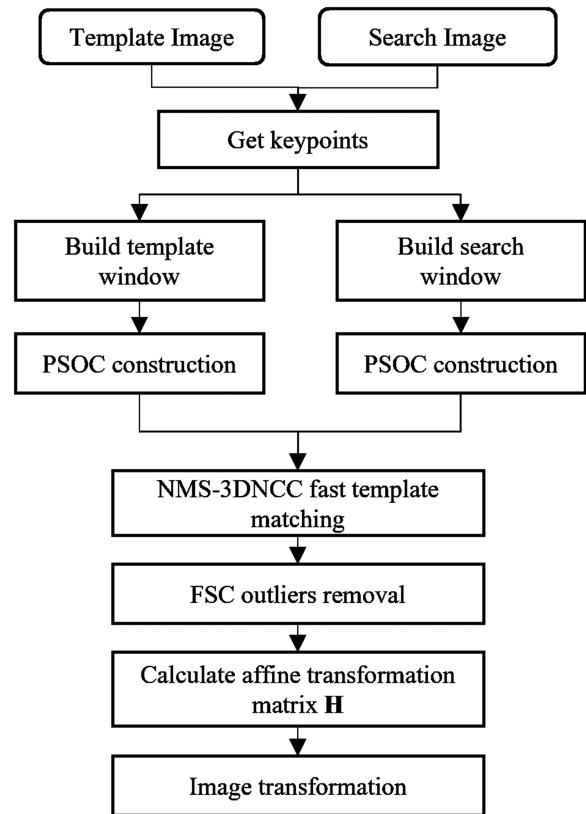 Template Image
Search Image
Get keypoints
Build template
window
Build search
window
PSOC construction
PSOC construction
NMS-3DNCC fast template
matching
FSC outliers removal
Calculate affine transformation
matrix H
Image transformation